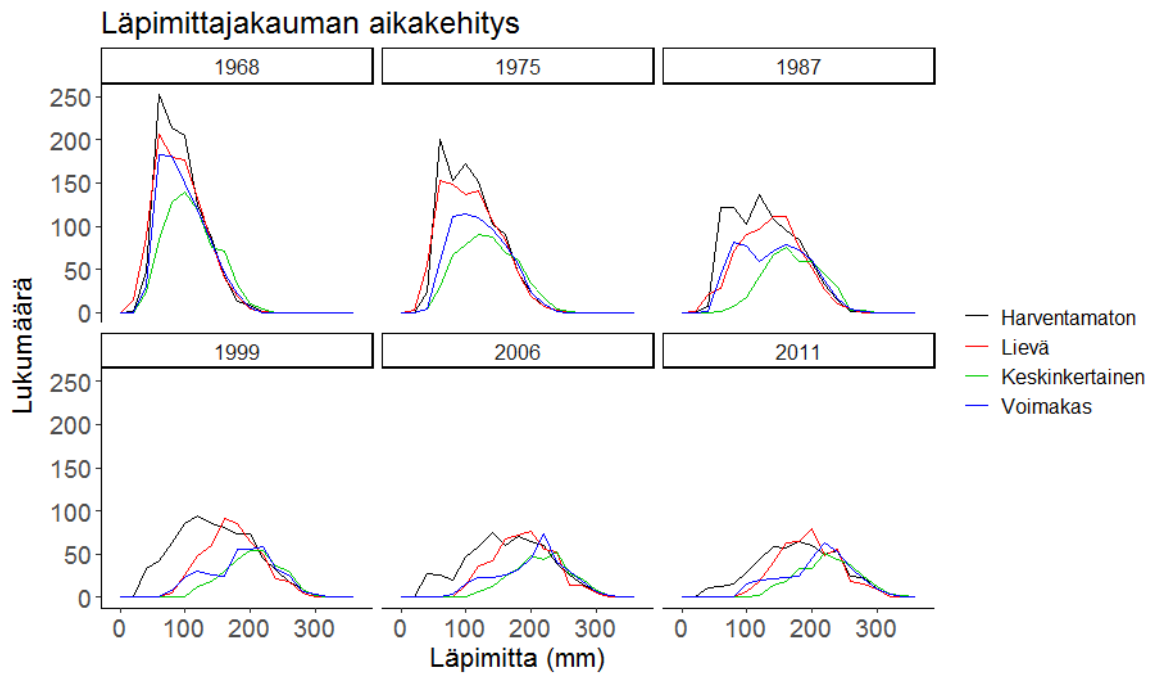 Läpimittajakauman aikakehitys
1968 1975 1987
250
200
150
100
50
0
1999 2006 2011
250
200
150
100
50
0
0 100 200 300 0 100 200 300 0 100 200 300
Läpimitta (mm)
Lukumäärä
Harventamaton
Lievä
Keskinkertainen
Voimakas